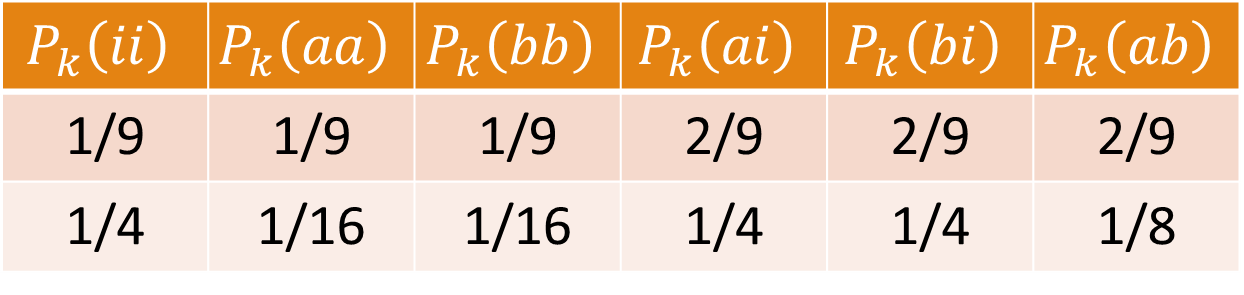 P_k(ii) P_k(aa) P_k(bb) P_k(ai) P_k(bi) P_k(ab)
1/9 1/9 1/9 2/9 2/9 2/9
1/4 1/16 1/16 1/4 1/4 1/8